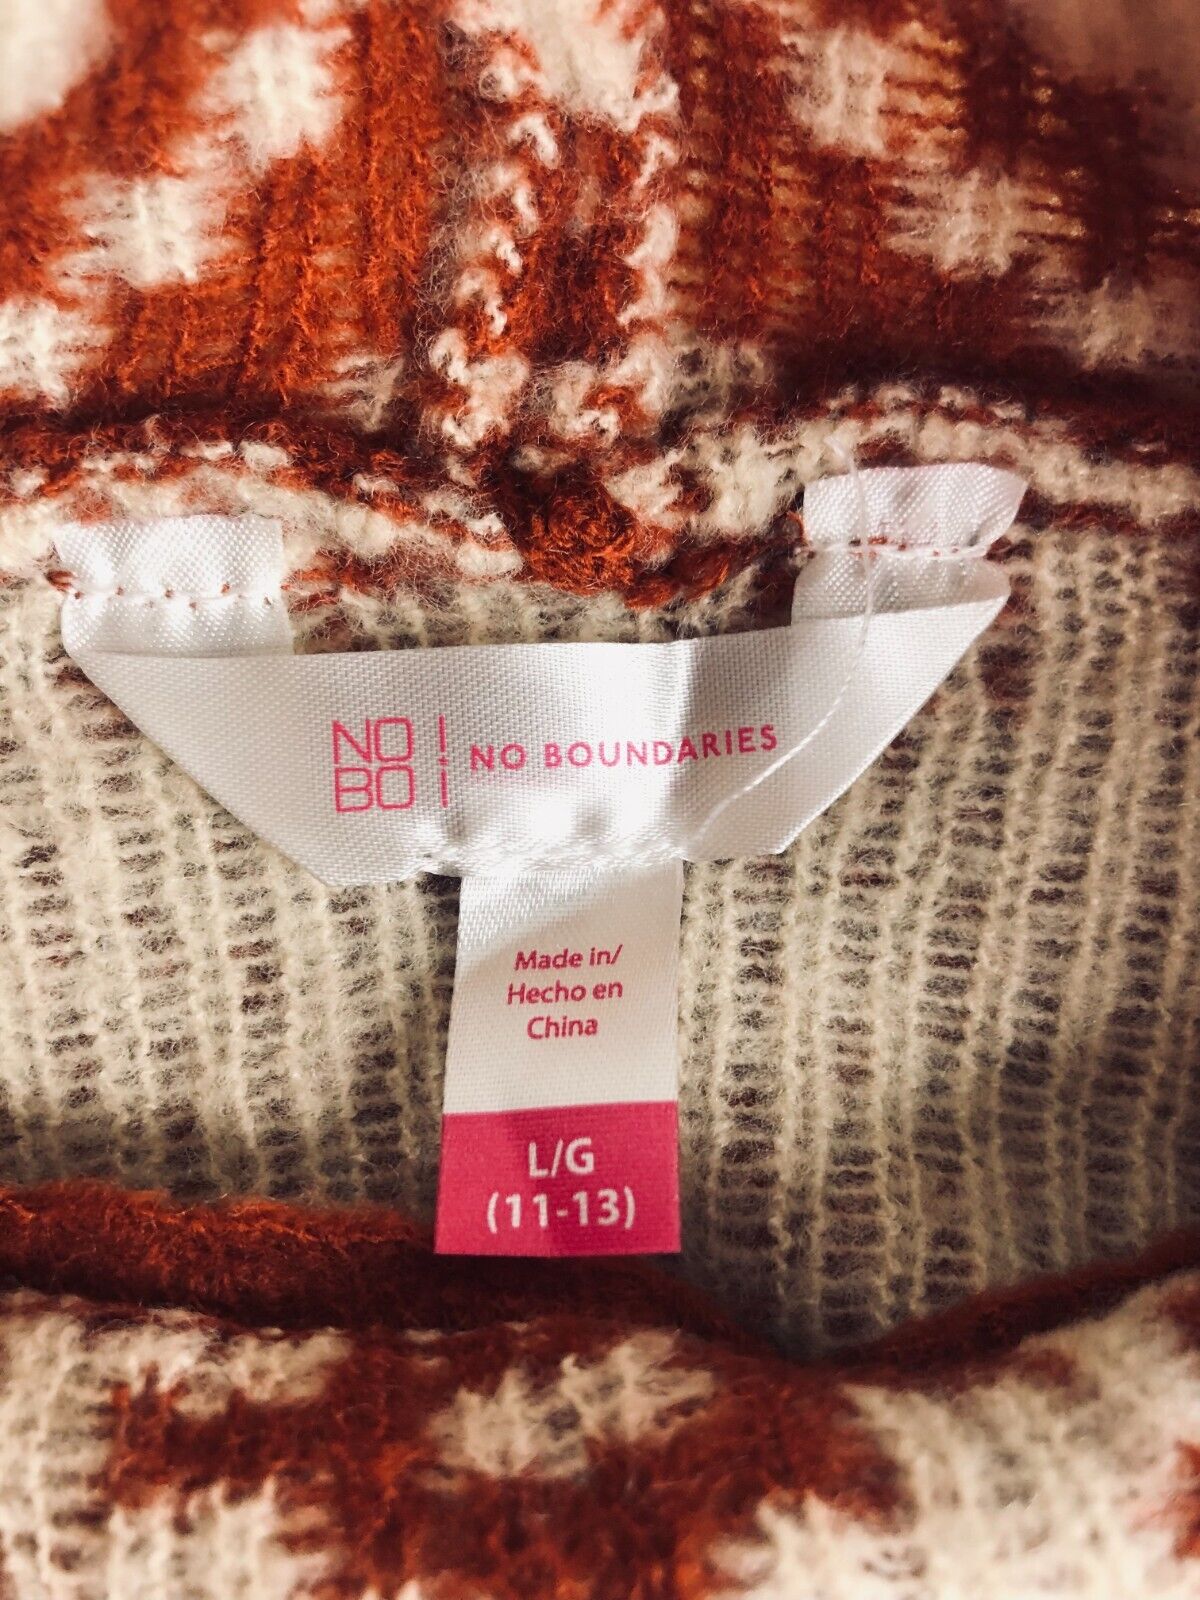 NO
BO
NO BOUNDARIES
Made in/
Hecho en
China
L/G
(11-13)